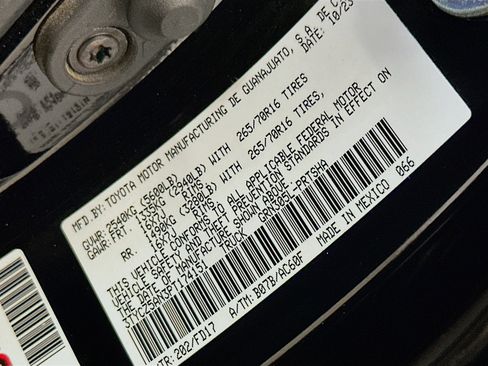 MFD.BY:TOYOTA MOTOR MANUFACTURING DE GUANAJUATO, S.A. DE C
DATE: 10/23
GVWR:2540KG(5600LB)
GAWR:FRT. 1335KG( 2940LB) WITH 265/70R16 TIRES
16X7J RIMS
RR. 1490KG( 3280LB) WITH 265/70R16 TIRES,
16X7J RIMS
THIS VEHICLE CONFORMS TO ALL APPLICABLE FEDERAL MOTOR
VEHICLE SAFETY AND THEFT PREVENTION STANDARDS IN EFFECT ON
THE DATE OF MANUFACTURE SHOWN ABOVE.
TRUCK
C/TR:202/FD17
A/TM:B07B/AC60F
MADE IN MEXICO
066